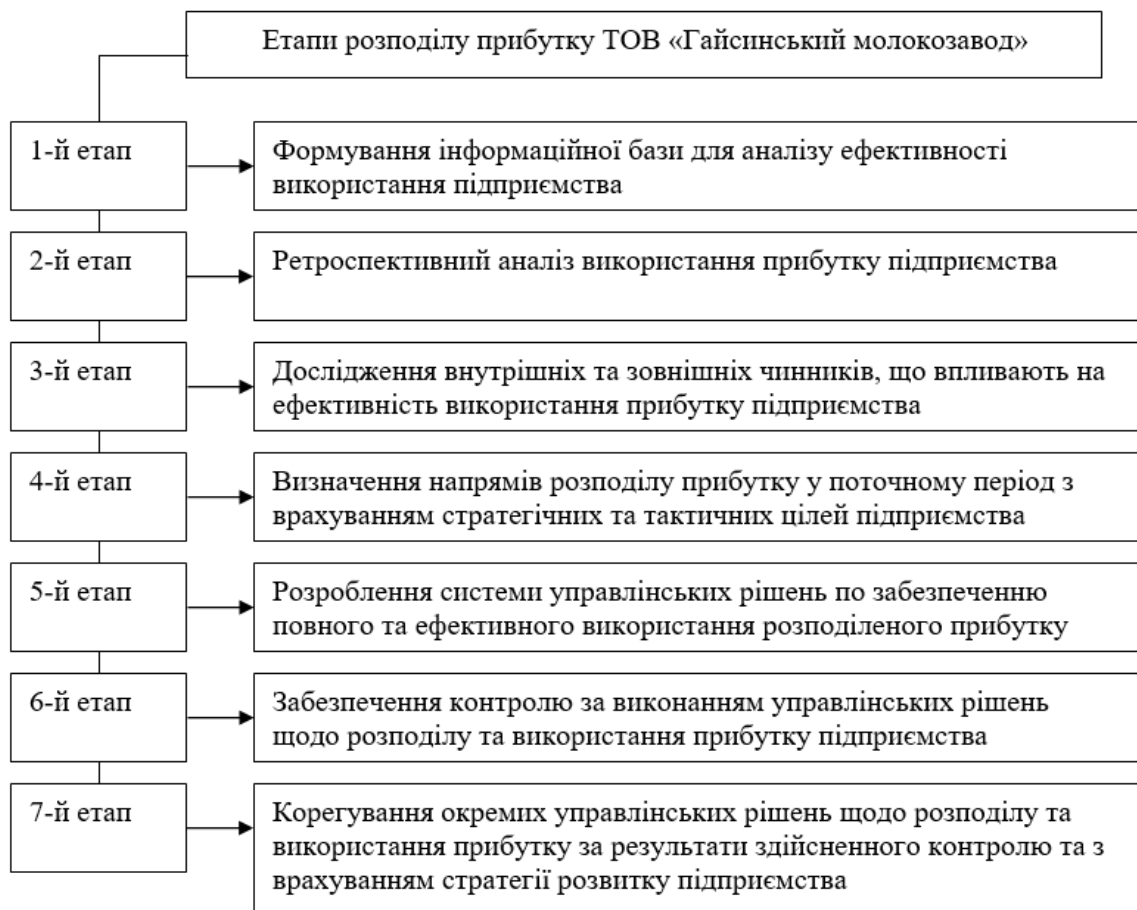 Етапи розподілу прибутку ТОВ «Гайсинський молокозавод»
1-й етап
Формування інформаційної бази для аналізу ефективності
використання підприємства
2-й етап
Ретроспективний аналіз використання прибутку підприємства
3-й етап
Дослідження внутрішніх та зовнішніх чинників, що впливають на
ефективність використання прибутку підприємства
4-й етап
Визначення напрямів розподілу прибутку у поточному період з
врахуванням стратегічних та тактичних цілей підприємства
5-й етап
Розроблення системи управлінських рішень по забезпеченню
повного та ефективного використання розподіленого прибутку
6-й етап
Забезпечення контролю за виконанням управлінських рішень
щодо розподілу та використання прибутку підприємства
7-й етап
Корегування окремих управлінських рішень щодо розподілу та
використання прибутку за результати здійсненного контролю та з
врахуванням стратегії розвитку підприємства